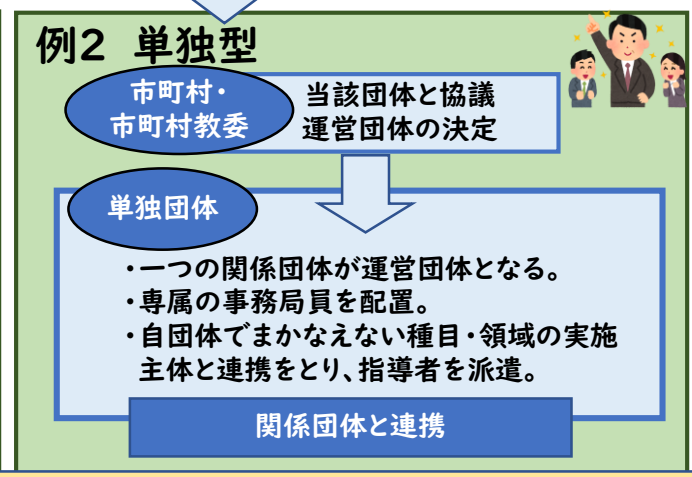 例2 単独型
市町村・
市町村教委
当該団体と協議
運営団体の決定
単独団体
・一つの関係団体が運営団体となる。
・専属の事務局員を配置。
・自団体でまかなえない種目・領域の実施
主体と連携をとり、指導者を派遣。
関係団体と連携